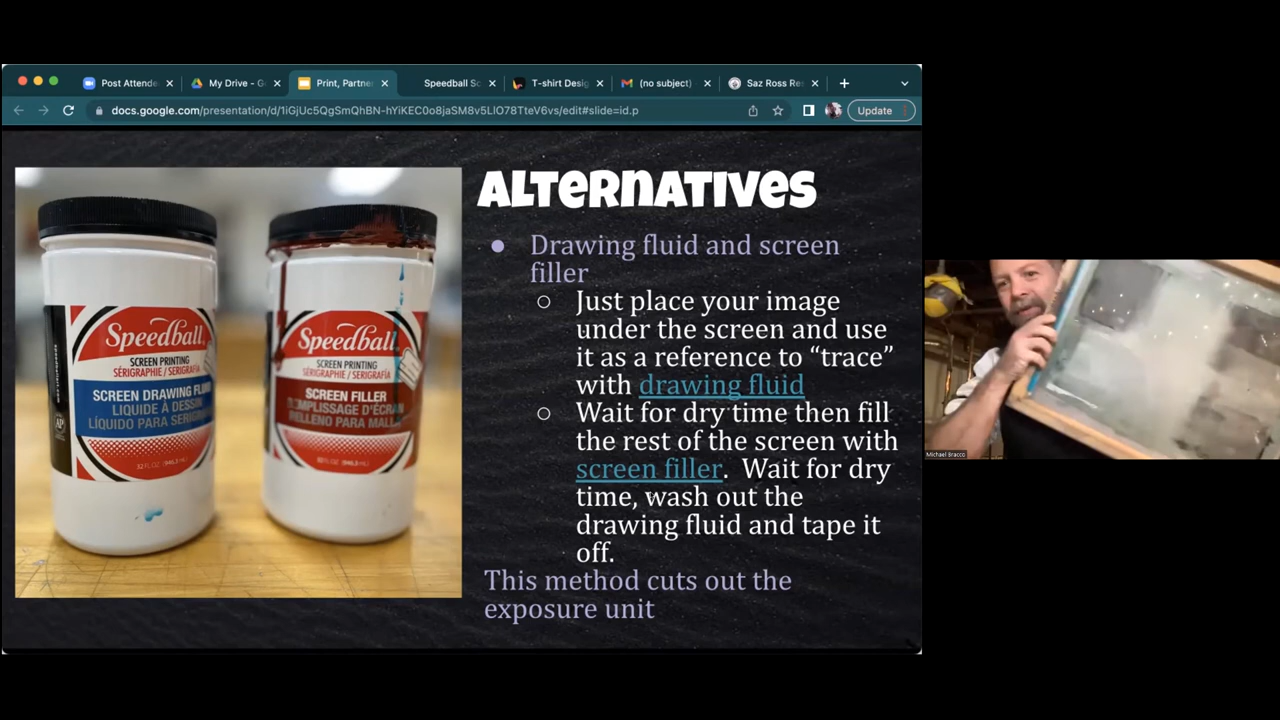 Post Attende
My Drive - G
Print, Partne
Speedball Sc
T-shirt Desig
(no subject)
Saz Ross Re
docs.google.com/presentation/d/1iGjUc5QgSmQhBN-hYiKEC0o8jaSM8v5LIO78TteV6vs/edit#slide=id.p
Update
ALTERNATIVES
● Drawing fluid and screen
filler
○ Just place your image
under the screen and use
it as a reference to “trace”
with drawing fluid
○ Wait for dry time then fill
the rest of the screen with
screen filler. Wait for dry
time, wash out the
drawing fluid and tape it
off.
This method cuts out the
exposure unit
Speedball
SCREEN PRINTING
SÉRIGRAPHIE / SERIGRAFÍA
SCREEN DRAWING FLUID
LIQUIDE À DESSIN
LÍQUIDO PARA
AP
32 FL OZ
Speedball
SCREEN PRINTING
SÉRIGRAPHIE / SERIGRAFÍA
SCREEN FILLER
REMPLISSAGE D'ÉCRAN
RELLENO PARA MALLA
Michael Bracco